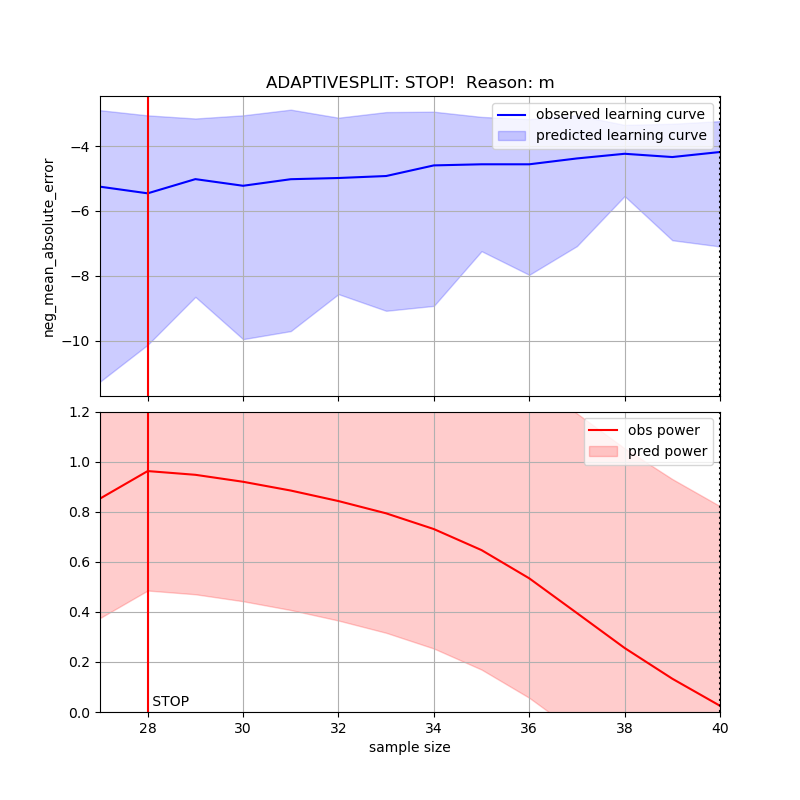 ADAPTIVESPLIT: STOP!  Reason: m
observed learning curve
predicted learning curve
neg_mean_absolute_error
−4
−6
−8
−10
obs power
pred power
1.2
1.0
0.8
0.6
0.4
0.2
0.0
STOP
28 30 32 34 36 38 40
sample size